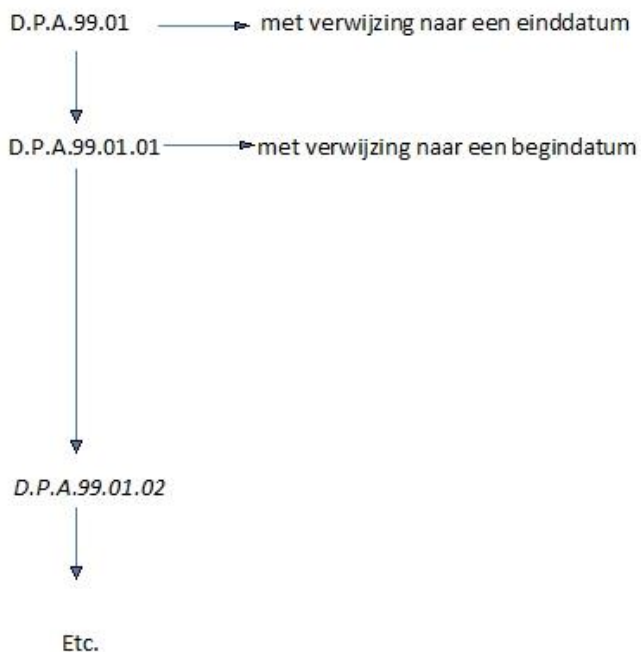 D.P.A.99.01 met verwijzing naar een einddatum
D.P.A.99.01.01 met verwijzing naar een begindatum
D.P.A.99.01.02
Etc.